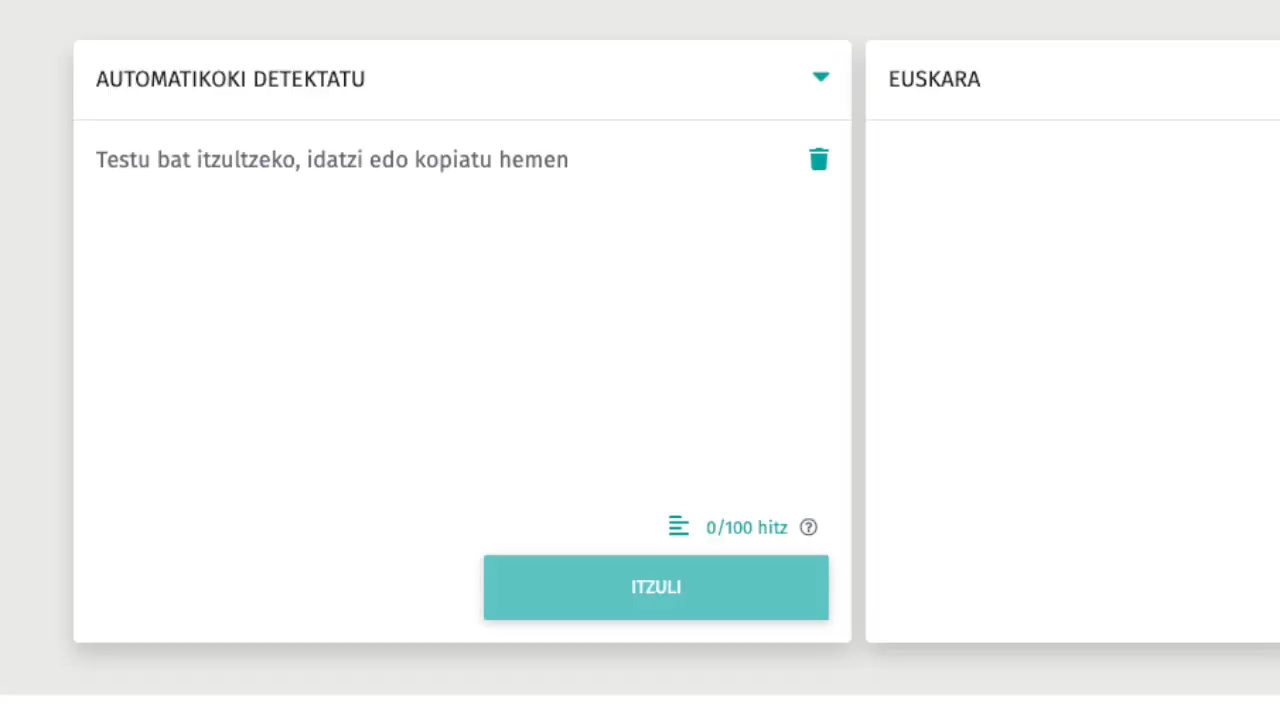 AUTOMATIKOKI DETEKTATU
EUSKARA
Testu bat itzultzeko, idatzi edo kopiatu hemen
0/100 hitz ?
ITZULI